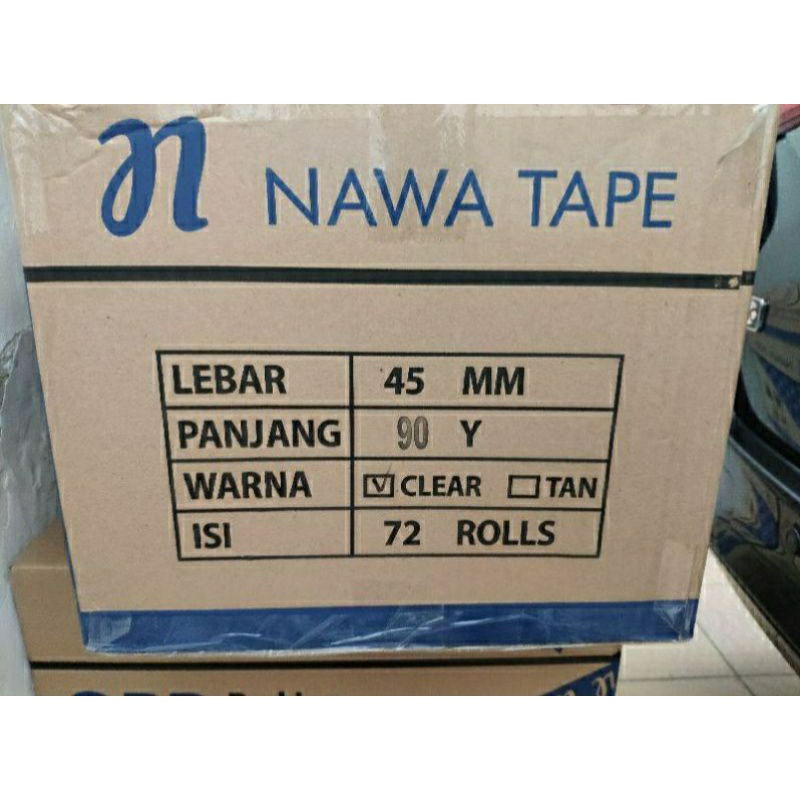 n NAWA TAPE
LEBAR 45 MM
PANJANG 90 Y
WARNA ☑ CLEAR ☐ TAN
ISI 72 ROLLS